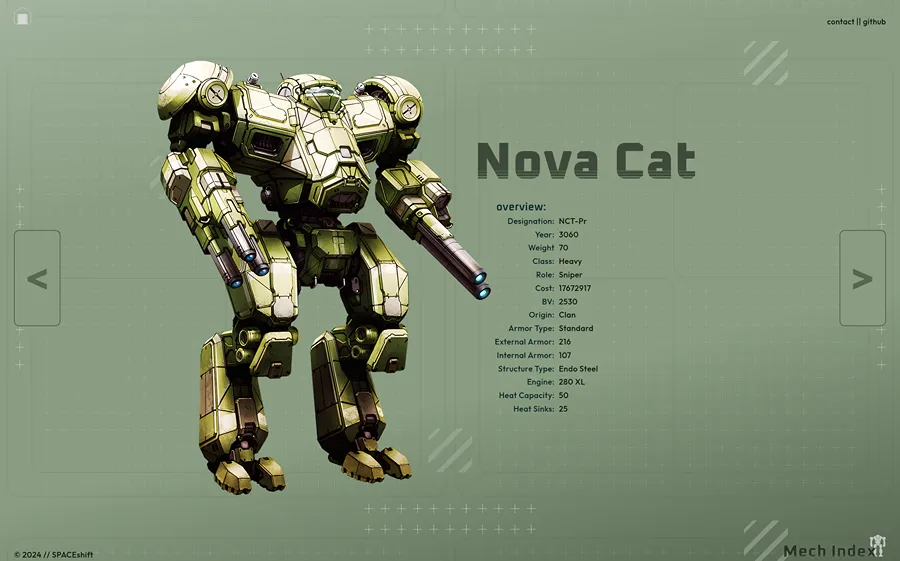 contact || github
Nova Cat
overview:
Designation: NCT-Pr
Year: 3060
Weight 70
Class: Heavy
Role: Sniper
Cost: 17672917
BV: 2530
Origin: Clan
Armor Type: Standard
External Armor: 216
Internal Armor: 107
Structure Type: Endo Steel
Engine: 280 XL
Heat Capacity: 50
Heat Sinks: 25
<
>
© 2024 // SPACEshift
Mech Index